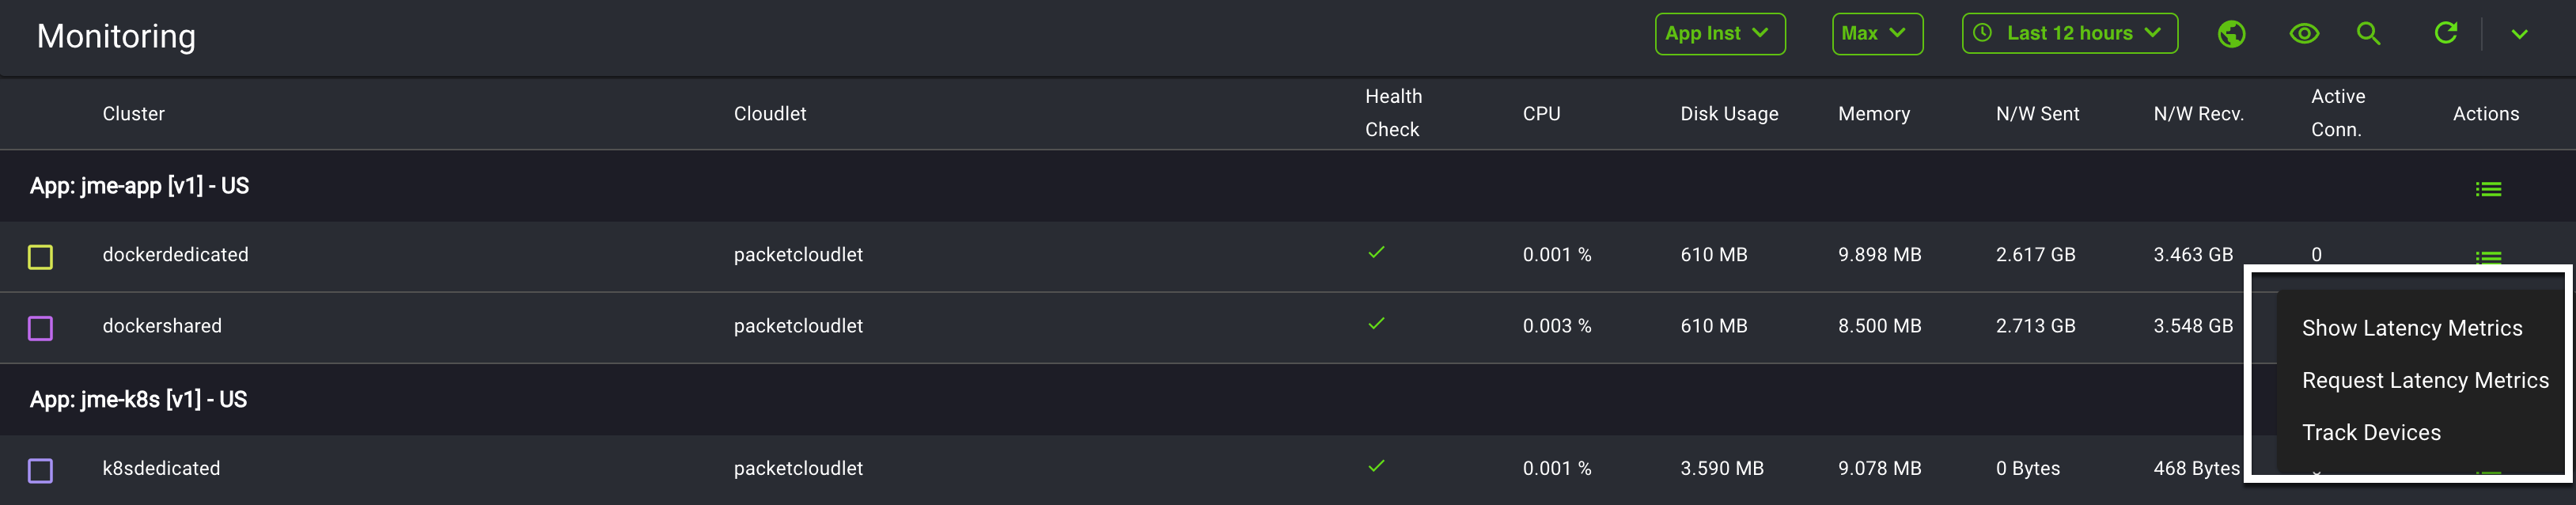 Monitoring App Inst Max Last 12 hours
Cluster Cloudlet Health Check CPU Disk Usage Memory N/W Sent N/W Recv. Active Conn. Actions
App: jme-app [v1] - US
dockerdedicated packetcloudlet 0.001 % 610 MB 9.898 MB 2.617 GB 3.463 GB 0
dockershared packetcloudlet 0.003 % 610 MB 8.500 MB 2.713 GB 3.548 GB
Show Latency Metrics
Request Latency Metrics
Track Devices
App: jme-k8s [v1] - US
k8sdedicated packetcloudlet 0.001 % 3.590 MB 9.078 MB 0 Bytes 468 Bytes